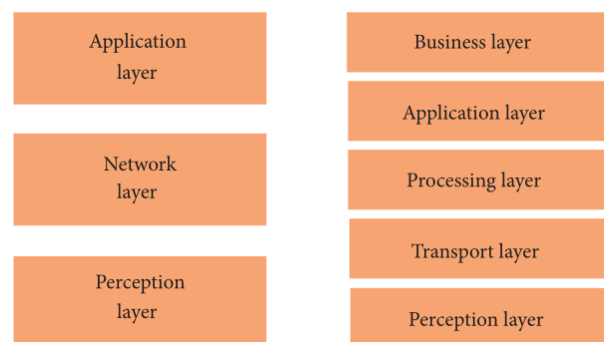 Application
layer
Network
layer
Perception
layer
Business layer
Application layer
Processing layer
Transport layer
Perception layer